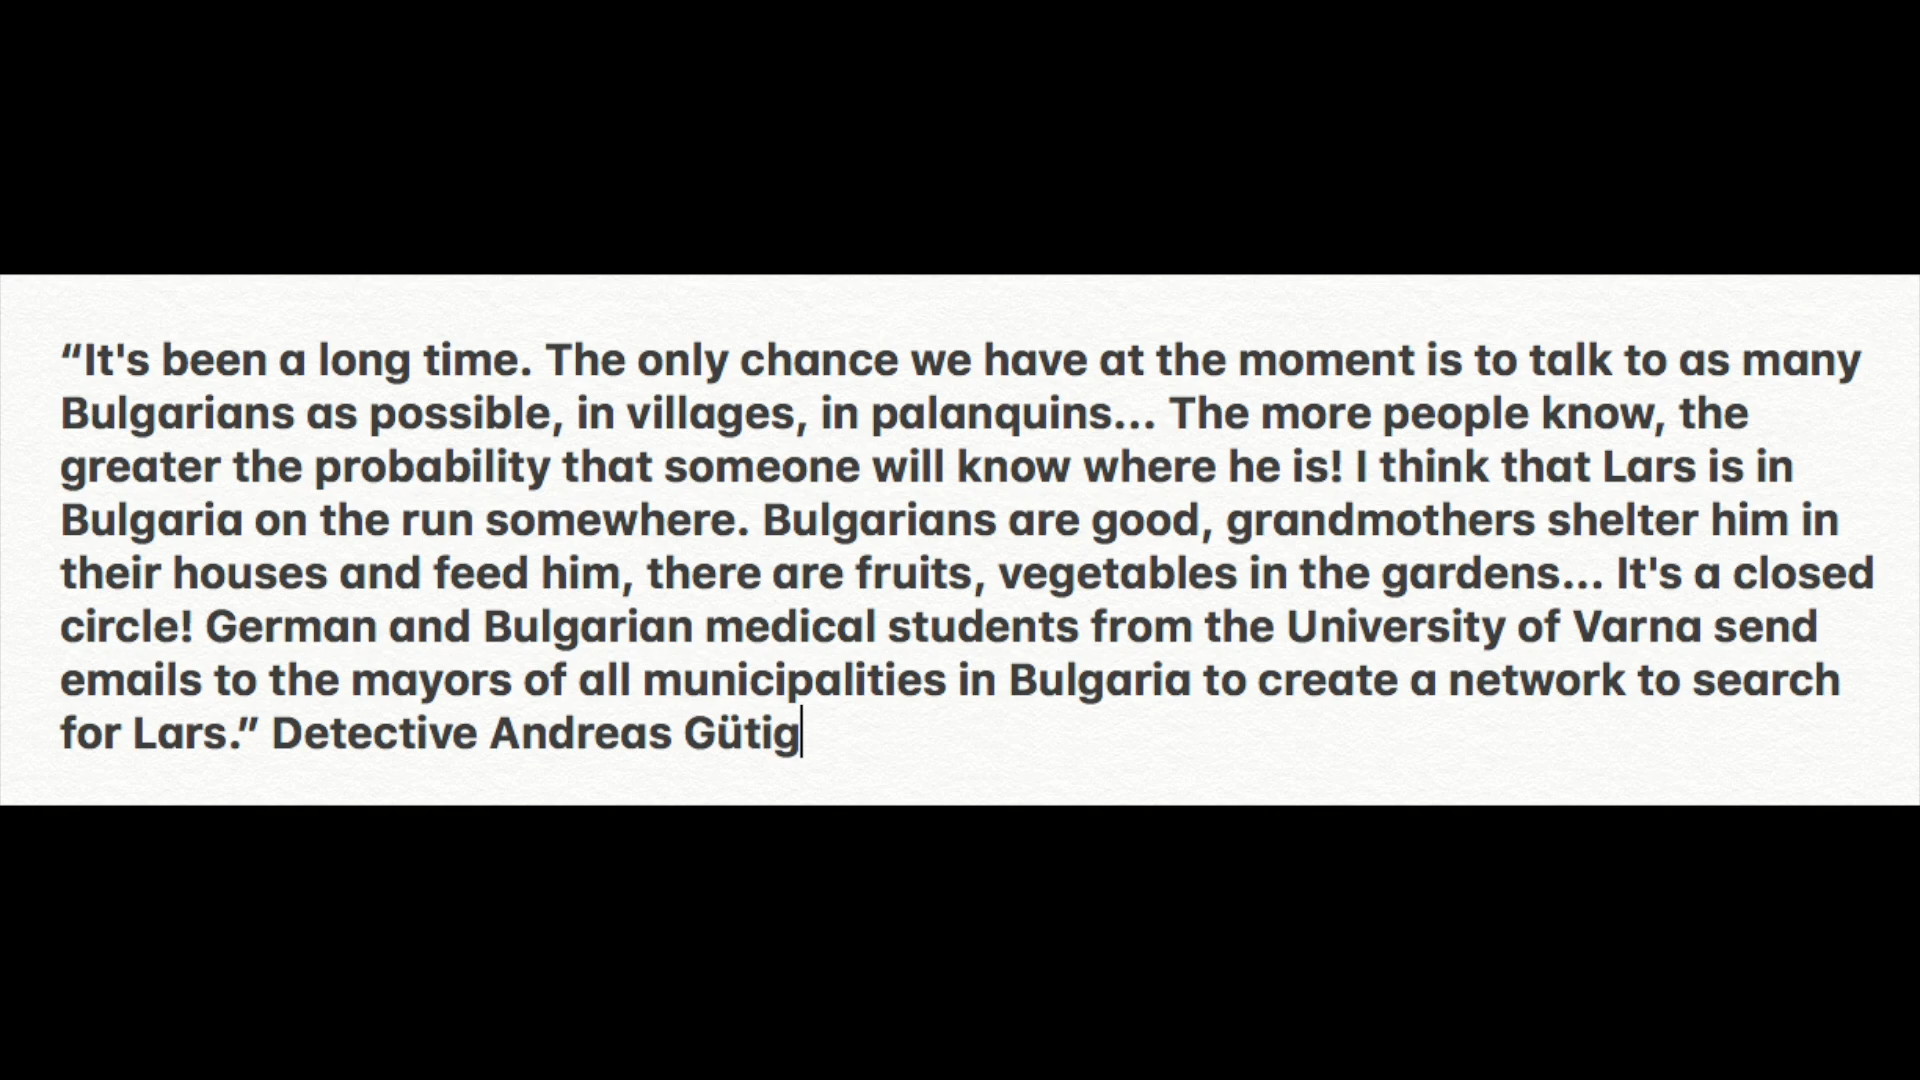 “It's been a long time. The only chance we have at the moment is to talk to as many
Bulgarians as possible, in villages, in palanquins... The more people know, the
greater the probability that someone will know where he is! I think that Lars is in
Bulgaria on the run somewhere. Bulgarians are good, grandmothers shelter him in
their houses and feed him, there are fruits, vegetables in the gardens... It's a closed
circle! German and Bulgarian medical students from the University of Varna send
emails to the mayors of all municipalities in Bulgaria to create a network to search
for Lars.” Detective Andreas Gütig